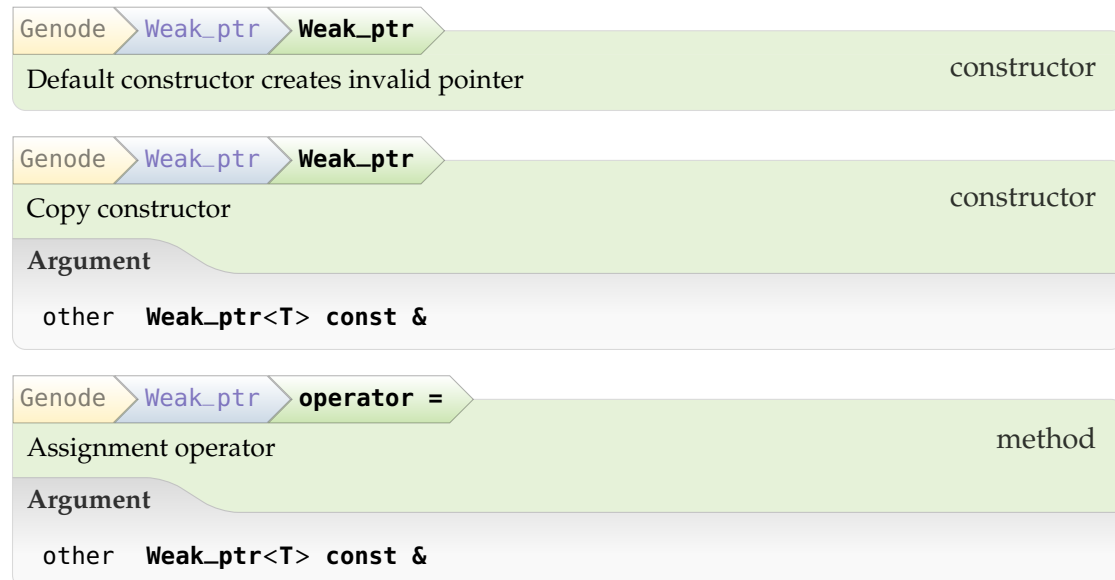 Genode Weak_ptr Weak_ptr
Default constructor creates invalid pointer
constructor
Genode Weak_ptr Weak_ptr
Copy constructor
constructor
Argument
other Weak_ptr<T> const &
Genode Weak_ptr operator =
Assignment operator
method
Argument
other Weak_ptr<T> const &